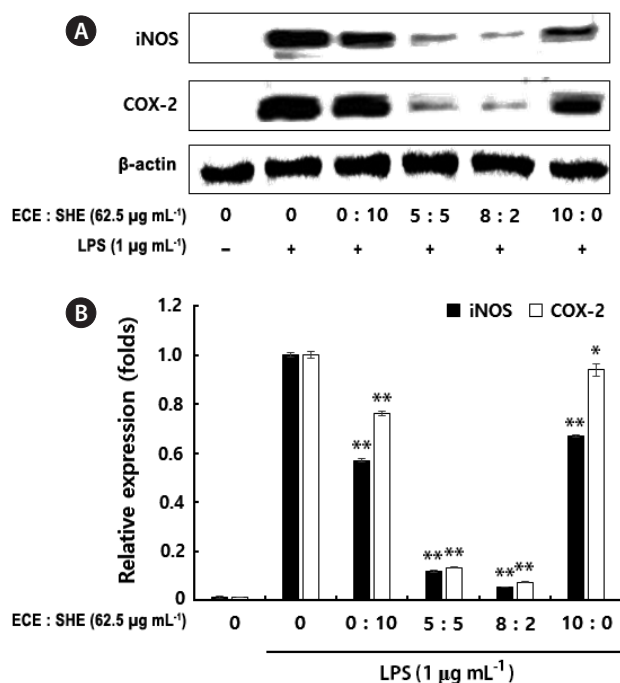 A
iNOS
COX-2
β-actin
ECE : SHE (62.5 µg mL⁻¹) 0 0 0 : 10 5 : 5 8 : 2 10 : 0
LPS (1 µg mL⁻¹) – + + + + +
B
iNOS COX-2
Relative expression (folds)
1.2
1.0
0.8
0.6
0.4
0.2
0
** ** ** ** ** ** ** *
ECE : SHE (62.5 µg mL⁻¹) 0 0 0 : 10 5 : 5 8 : 2 10 : 0
LPS (1 µg mL⁻¹)